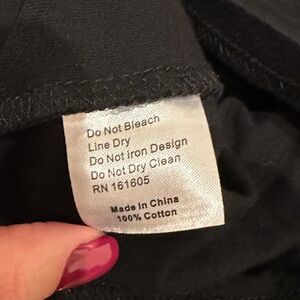 Do Not Bleach
Line Dry
Do Not Iron Design
Do Not Dry Clean
RN 161605
Made In China
100% Cotton